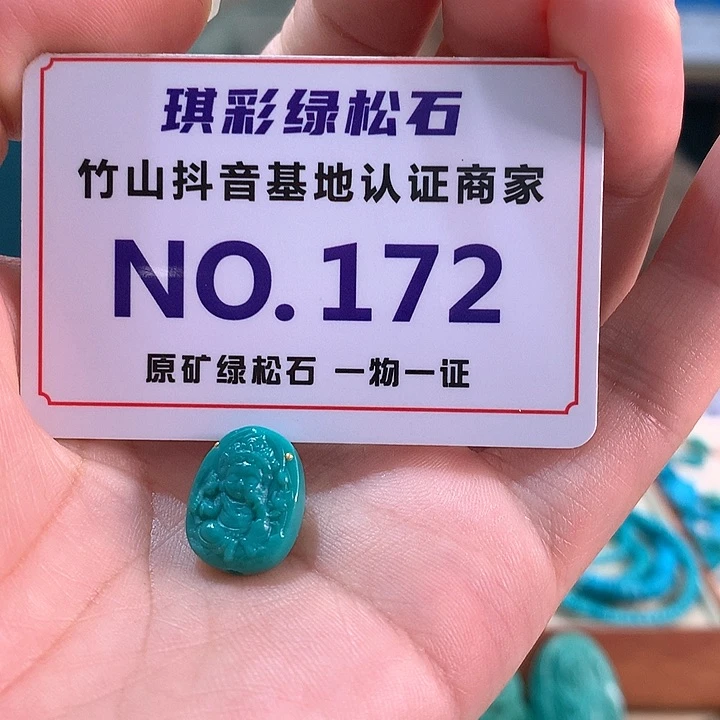 琪彩绿松石
竹山抖音基地认证商家
NO.172
原矿绿松石 一物一证